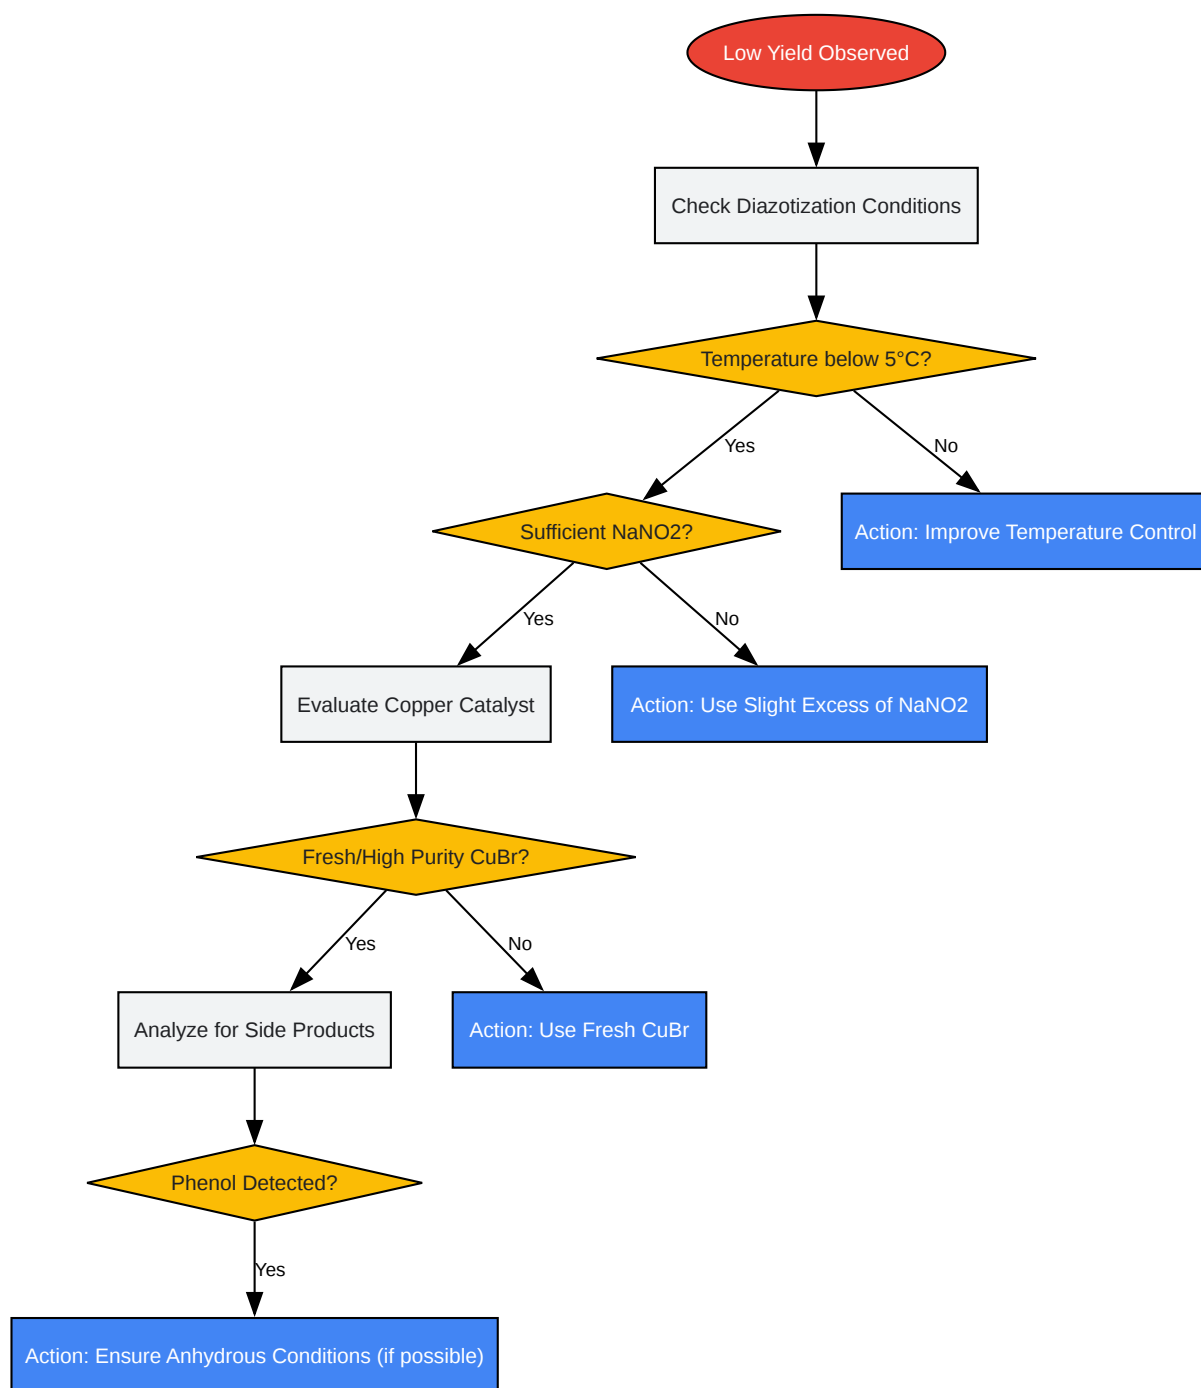 Low Yield Observed
Check Diazotization Conditions
Temperature below 5°C?
Yes
No
Sufficient NaNO2?
Action: Improve Temperature Control
Yes
No
Evaluate Copper Catalyst
Action: Use Slight Excess of NaNO2
Fresh/High Purity CuBr?
Yes
No
Analyze for Side Products
Action: Use Fresh CuBr
Phenol Detected?
Yes
Action: Ensure Anhydrous Conditions (if possible)